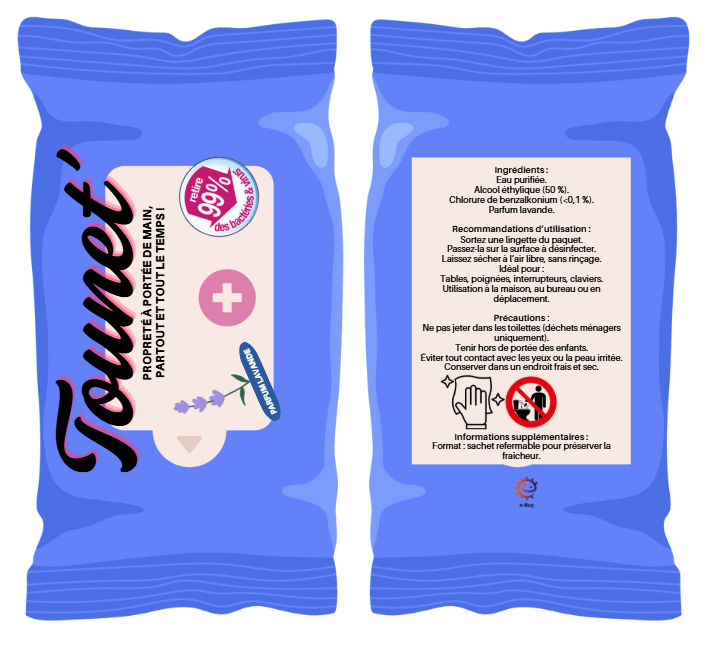 Tounet'
PROPRETÉ À PORTÉE DE MAIN,
PARTOUT ET TOUT LE TEMPS !
retire
99%
des bactéries & virus
PARFUM LAVANDE
Ingrédients :
Eau purifiée.
Alcool éthylique (50 %).
Chlorure de benzalkonium (<0,1 %).
Parfum lavande.
Recommandations d'utilisation :
Sortez une lingette du paquet.
Passez-la sur la surface à désinfecter.
Laissez sécher à l'air libre, sans rinçage.
Idéal pour :
Tables, poignées, interrupteurs, claviers.
Utilisation à la maison, au bureau ou en
déplacement.
Précautions :
Ne pas jeter dans les toilettes (déchets ménagers
uniquement).
Tenir hors de portée des enfants.
Éviter tout contact avec les yeux ou la peau irritée.
Conserver dans un endroit frais et sec.
Informations supplémentaires :
Format : sachet refermable pour préserver la
fraîcheur.
e-Bug